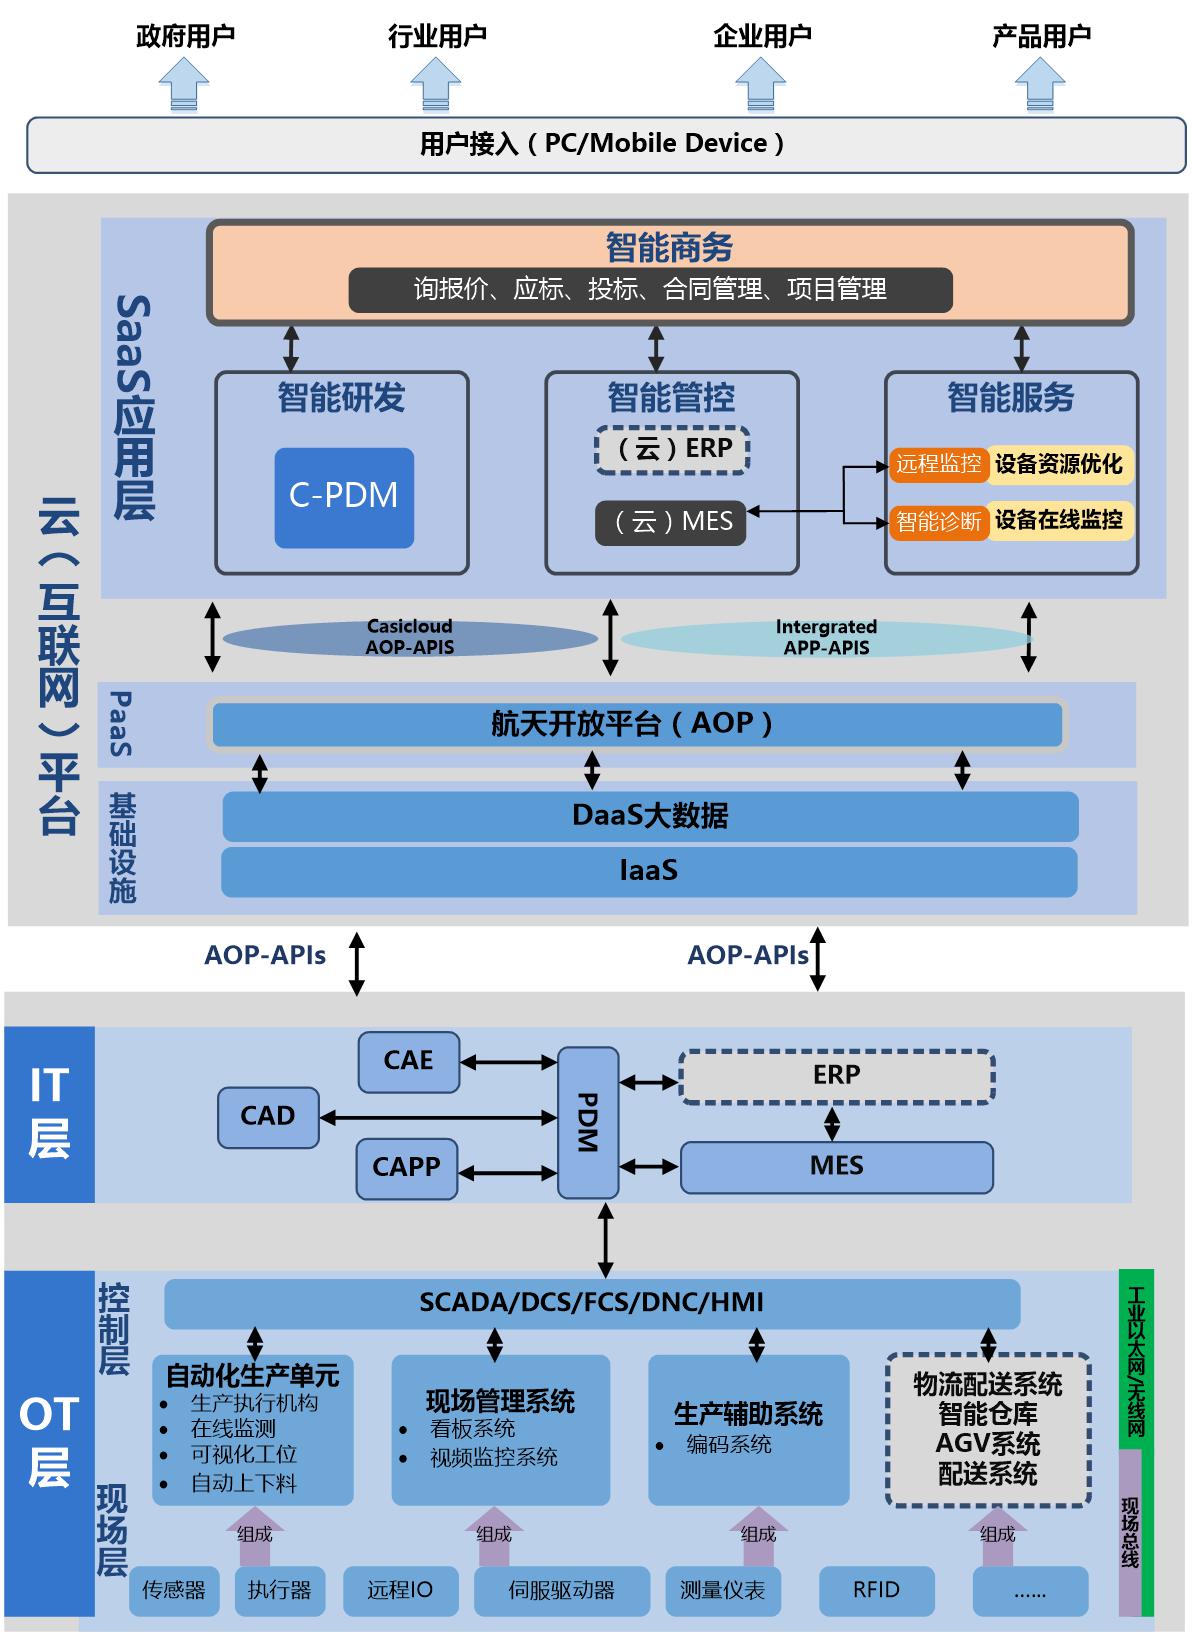 政府用户
行业用户
企业用户
产品用户
用户接入（PC/Mobile Device）
云（互联网）平台
SaaS应用层
智能商务
询报价、应标、投标、合同管理、项目管理
智能研发
C-PDM
智能管控
（云）ERP
（云）MES
智能服务
远程监控
设备资源优化
智能诊断
设备在线监控
Casicloud
AOP-APIS
Intergrated
APP-APIS
PaaS
航天开放平台（AOP）
基础设施
DaaS大数据
IaaS
AOP-APIs
AOP-APIs
IT
层
CAE
CAD
CAPP
PDM
ERP
MES
OT
层
控制层
SCADA/DCS/FCS/DNC/HMI
自动化生产单元
• 生产执行机构
• 在线监测
• 可视化工位
• 自动上下料
现场管理系统
• 看板系统
• 视频监控系统
生产辅助系统
• 编码系统
物流配送系统
智能仓库
AGV系统
配送系统
工业以太网/无线网
现场总线
现场层
组成
组成
组成
组成
传感器
执行器
远程IO
伺服驱动器
测量仪表
RFID
......